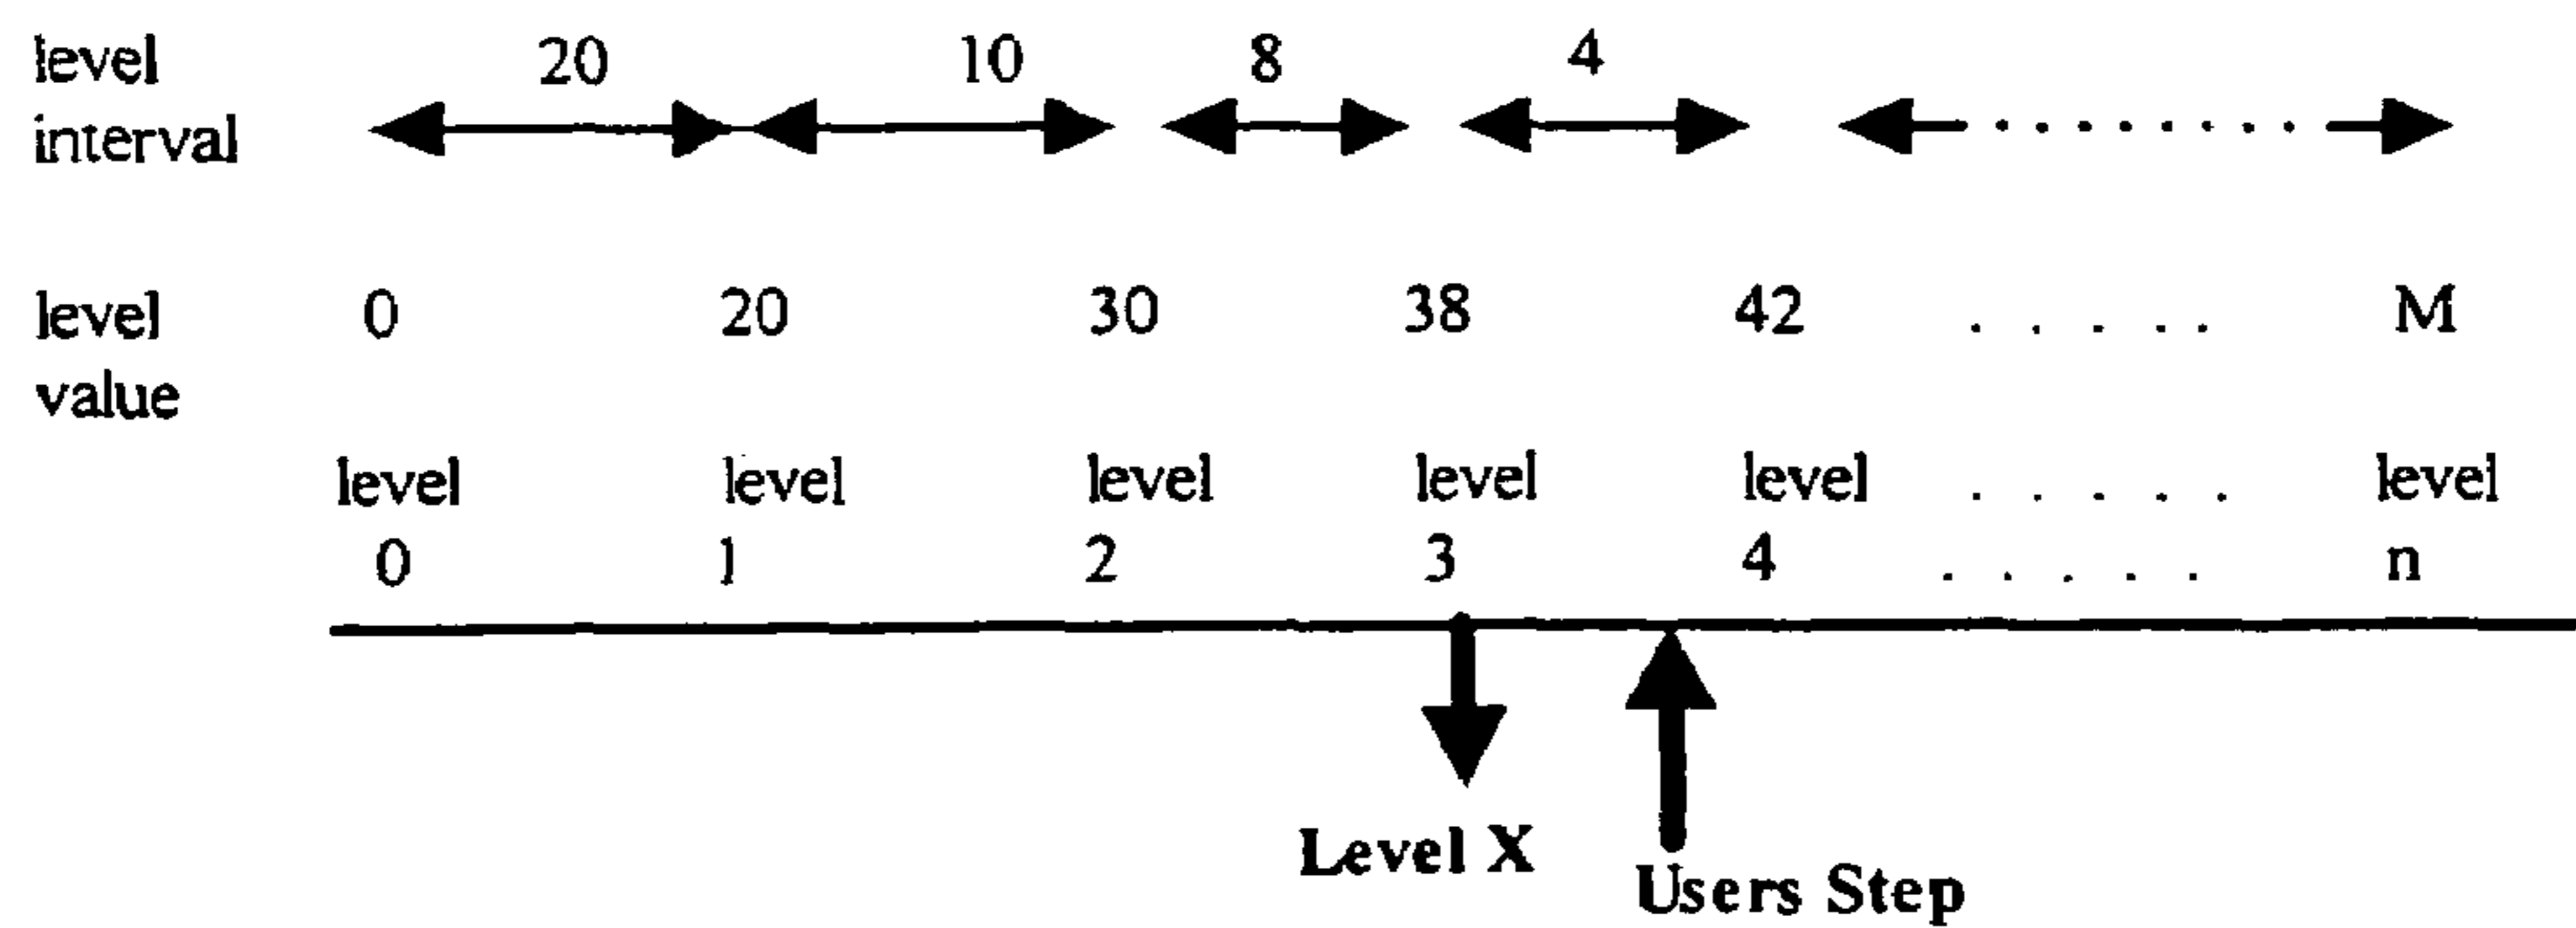 level 20 10 8 4
interval
level 0 20 30 38 42 . . . . . M
value
level level level level level . . . . . level
0 1 2 3 4 . . . . . n
Level X
Users Step